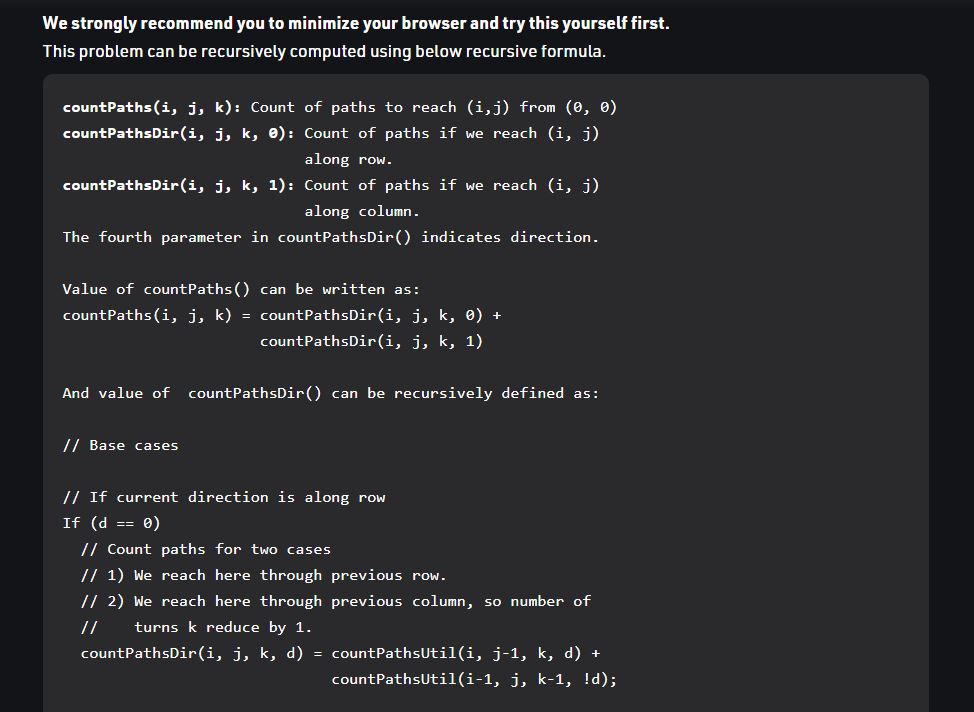 We strongly recommend you to minimize your browser and try this yourself first.
This problem can be recursively computed using below recursive formula.
countPaths(i, j, k): Count of paths to reach (i,j) from (0, 0)
countPathsDir(i, j, k, 0): Count of paths if we reach (i, j)
along row.
countPathsDir(i, j, k, 1): Count of paths if we reach (i, j)
along column.
The fourth parameter in countPathsDir() indicates direction.
Value of countPaths() can be written as:
countPaths(i, j, k) = countPathsDir(i, j, k, 0) +
countPathsDir(i, j, k, 1)
And value of  countPathsDir() can be recursively defined as:
// Base cases
// If current direction is along row
If (d == 0)
// Count paths for two cases
// 1) We reach here through previous row.
// 2) We reach here through previous column, so number of
//    turns k reduce by 1.
countPathsDir(i, j, k, d) = countPathsUtil(i, j-1, k, d) +
countPathsUtil(i-1, j, k-1, !d);